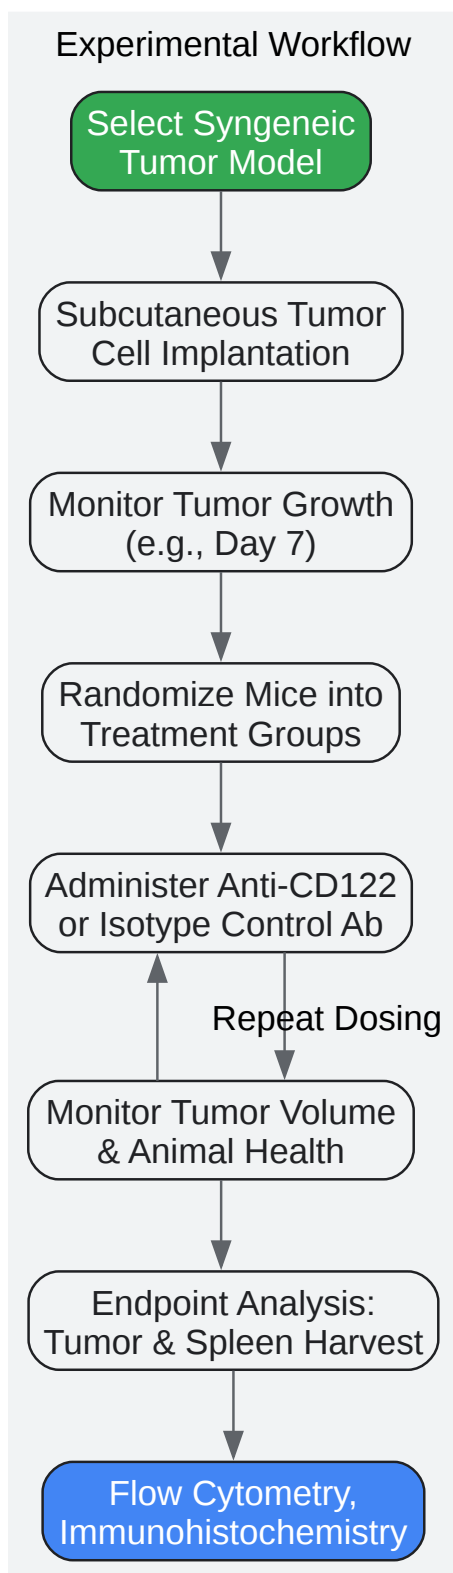 Experimental Workflow
Select Syngeneic
Tumor Model
Subcutaneous Tumor
Cell Implantation
Monitor Tumor Growth
(e.g., Day 7)
Randomize Mice into
Treatment Groups
Administer Anti-CD122
or Isotype Control Ab
Repeat Dosing
Monitor Tumor Volume
& Animal Health
Endpoint Analysis:
Tumor & Spleen Harvest
Flow Cytometry,
Immunohistochemistry